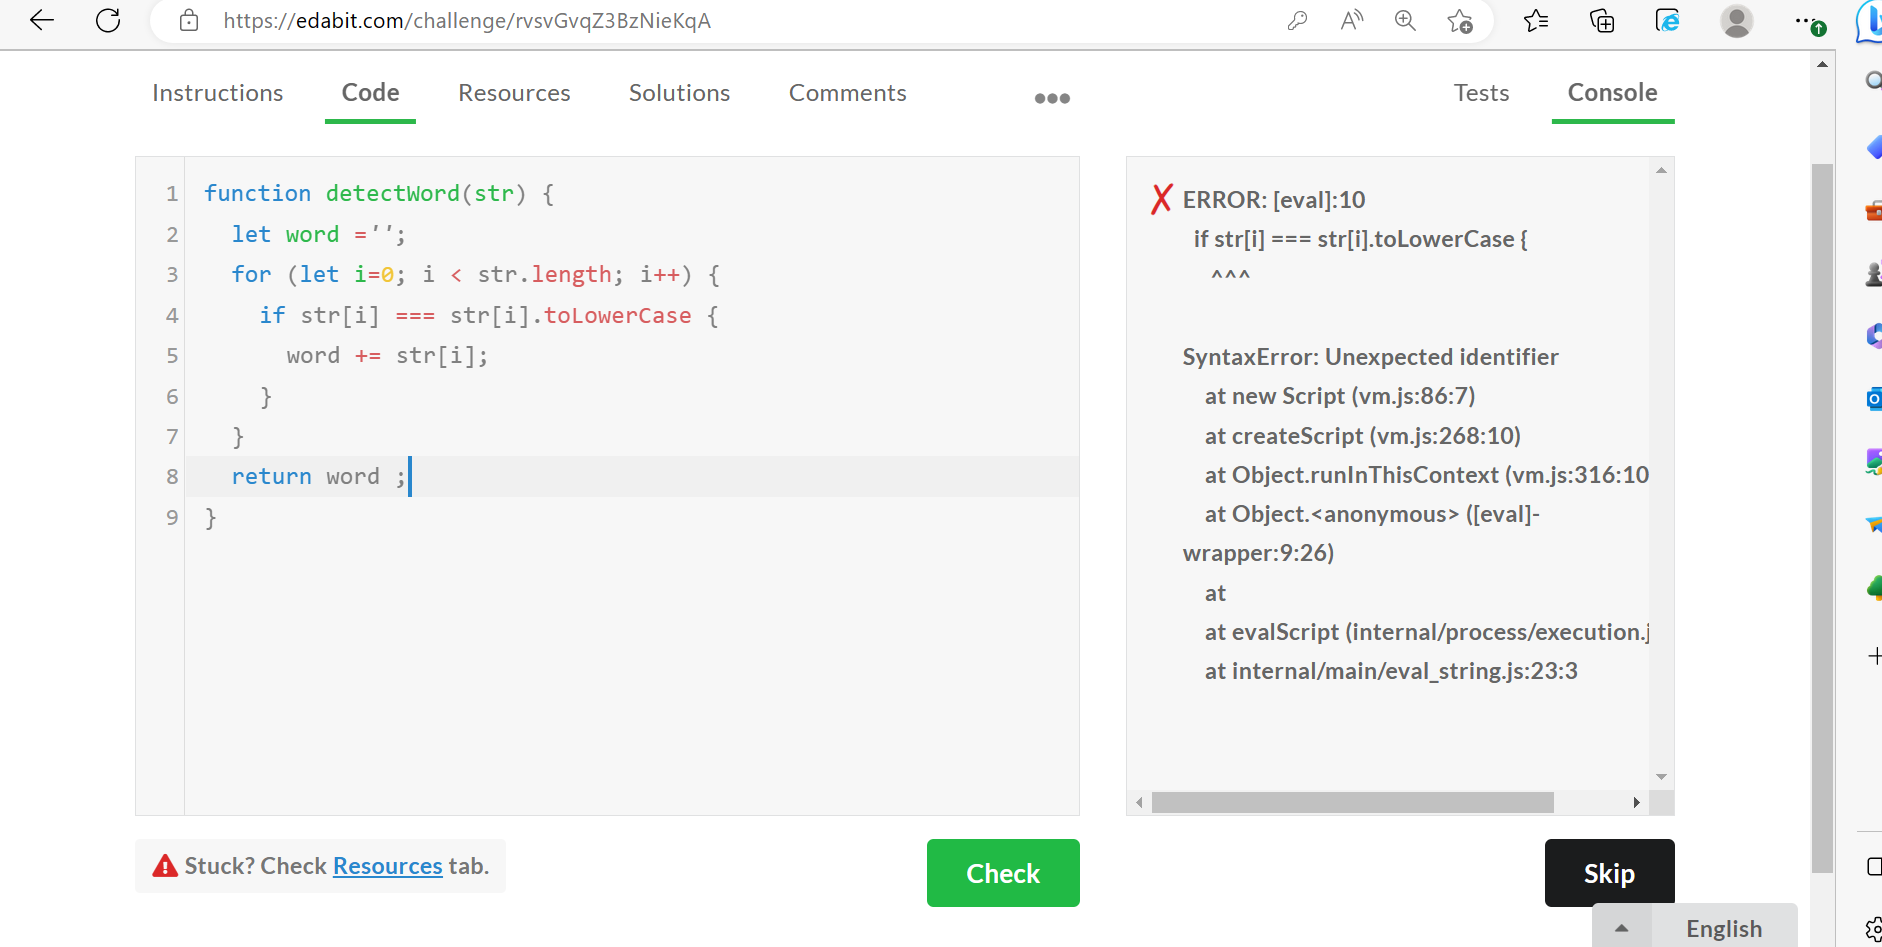 https://edabit.com/challenge/rvsvGvqZ3BzNieKqA
Instructions Code Resources Solutions Comments ●●● Tests Console
1 function detectWord(str) {
2 let word ='';
3 for (let i=0; i < str.length; i++) {
4 if str[i] === str[i].toLowerCase {
5 word += str[i];
6 }
7 }
8 return word ;
9 }
ERROR: [eval]:10
if str[i] === str[i].toLowerCase {
^^^
SyntaxError: Unexpected identifier
at new Script (vm.js:86:7)
at createScript (vm.js:268:10)
at Object.runInThisContext (vm.js:316:10
at Object.<anonymous> ([eval]-
wrapper:9:26)
at
at evalScript (internal/process/execution.j
at internal/main/eval_string.js:23:3
Stuck? Check Resources tab.
Check
Skip
English